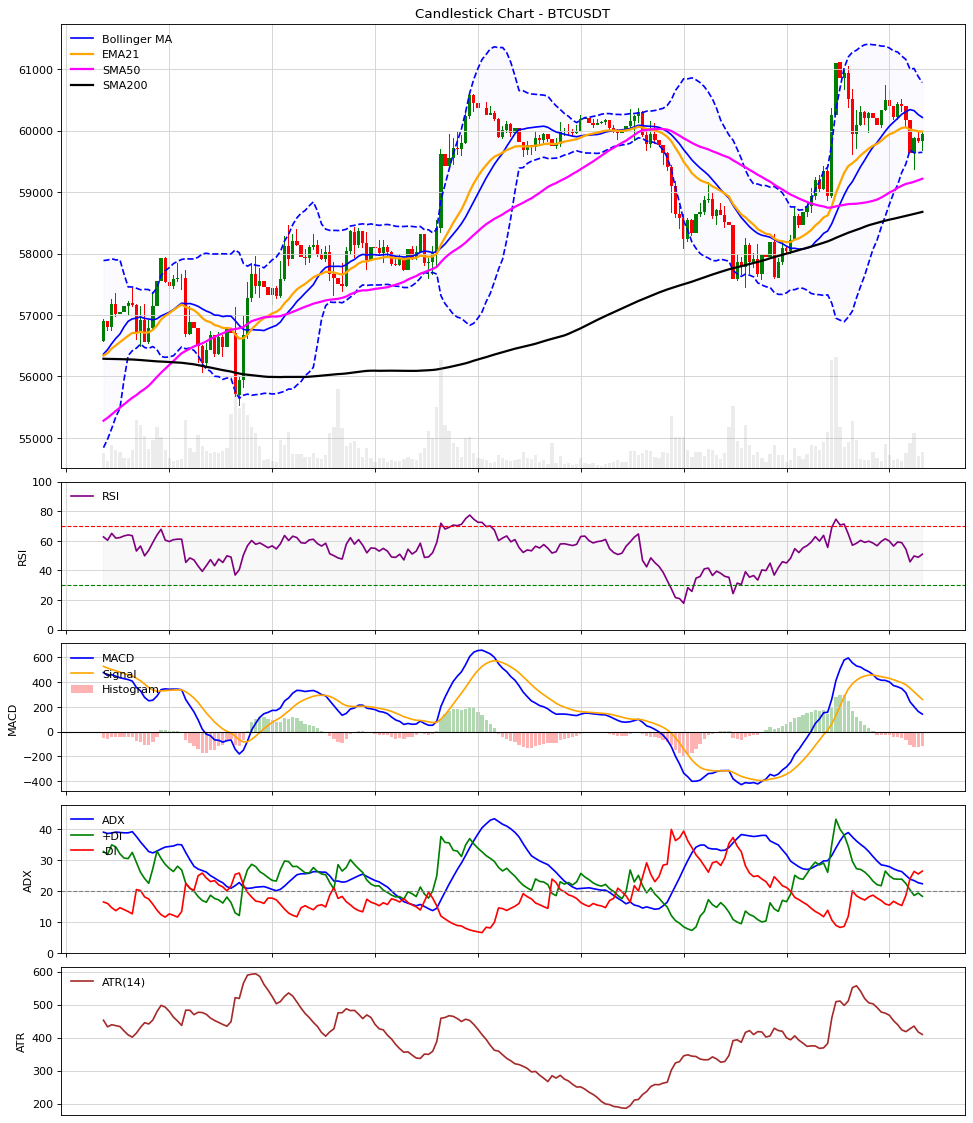 Candlestick Chart - BTCUSDT
Bollinger MA
EMA21
SMA50
SMA200
61000
60000
59000
58000
57000
56000
55000
RSI
100
80
60
40
20
0
RSI
MACD
Signal
Histogram
600
400
200
0
−200
−400
MACD
ADX
+DI
-DI
40
30
20
10
0
ADX
ATR(14)
600
500
400
300
200
ATR